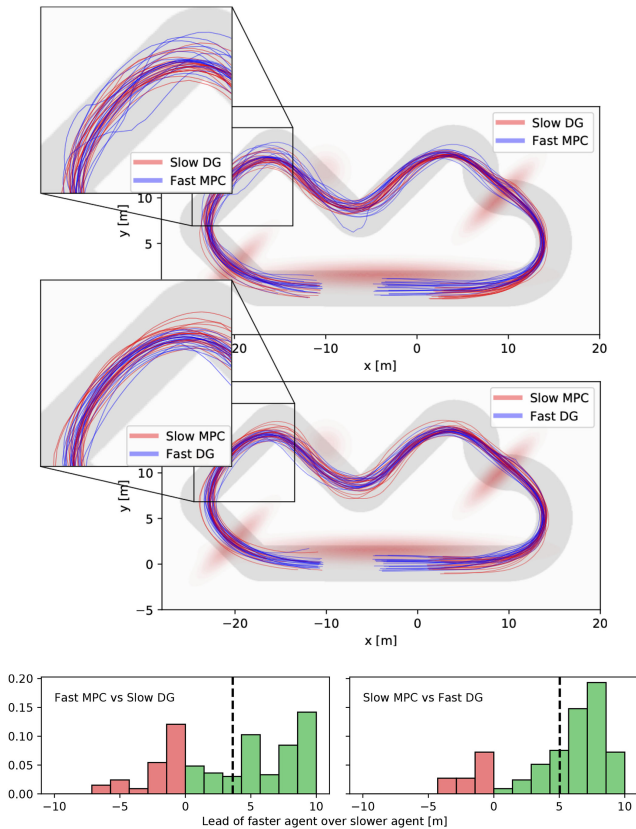 Slow DG
Fast MPC
Slow DG
Fast MPC
10
5
y [m]
−20
−10
0
10
20
x [m]
Slow MPC
Fast DG
Slow MPC
Fast DG
10
5
0
−5
y [m]
−20
−10
0
10
20
x [m]
Fast MPC vs Slow DG
Slow MPC vs Fast DG
0.20
0.15
0.10
0.05
0.00
−10 −5 0 5 10
−10 −5 0 5 10
Lead of faster agent over slower agent [m]